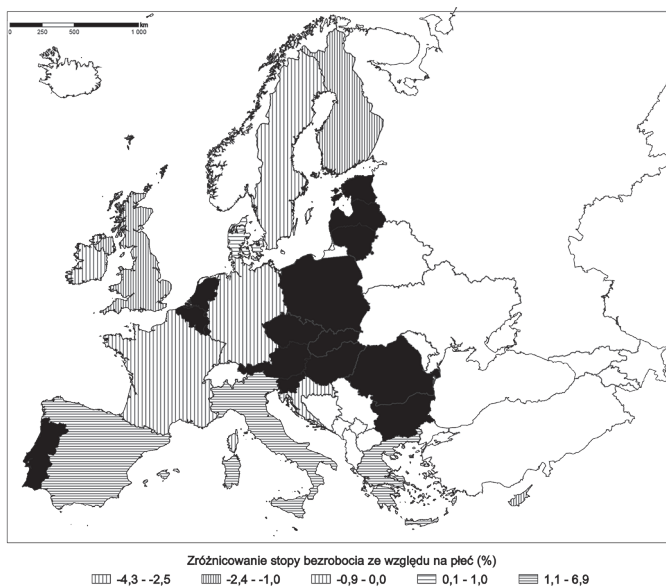 km
0 250 500 1 000
Zróżnicowanie stopy bezrobocia ze względu na płeć (%)
-4,3 - -2,5 -2,4 - -1,0 -0,9 - 0,0 0,1 - 1,0 1,1 - 6,9